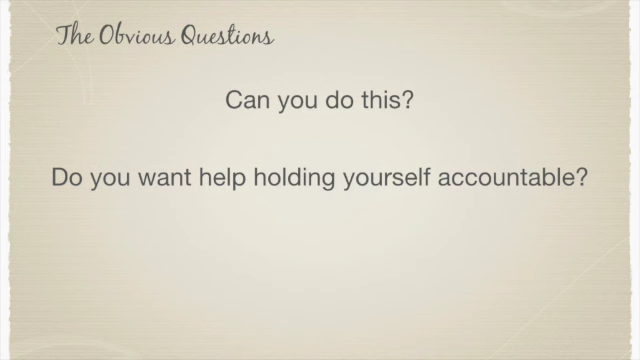 The Obvious Questions
Can you do this?
Do you want help holding yourself accountable?